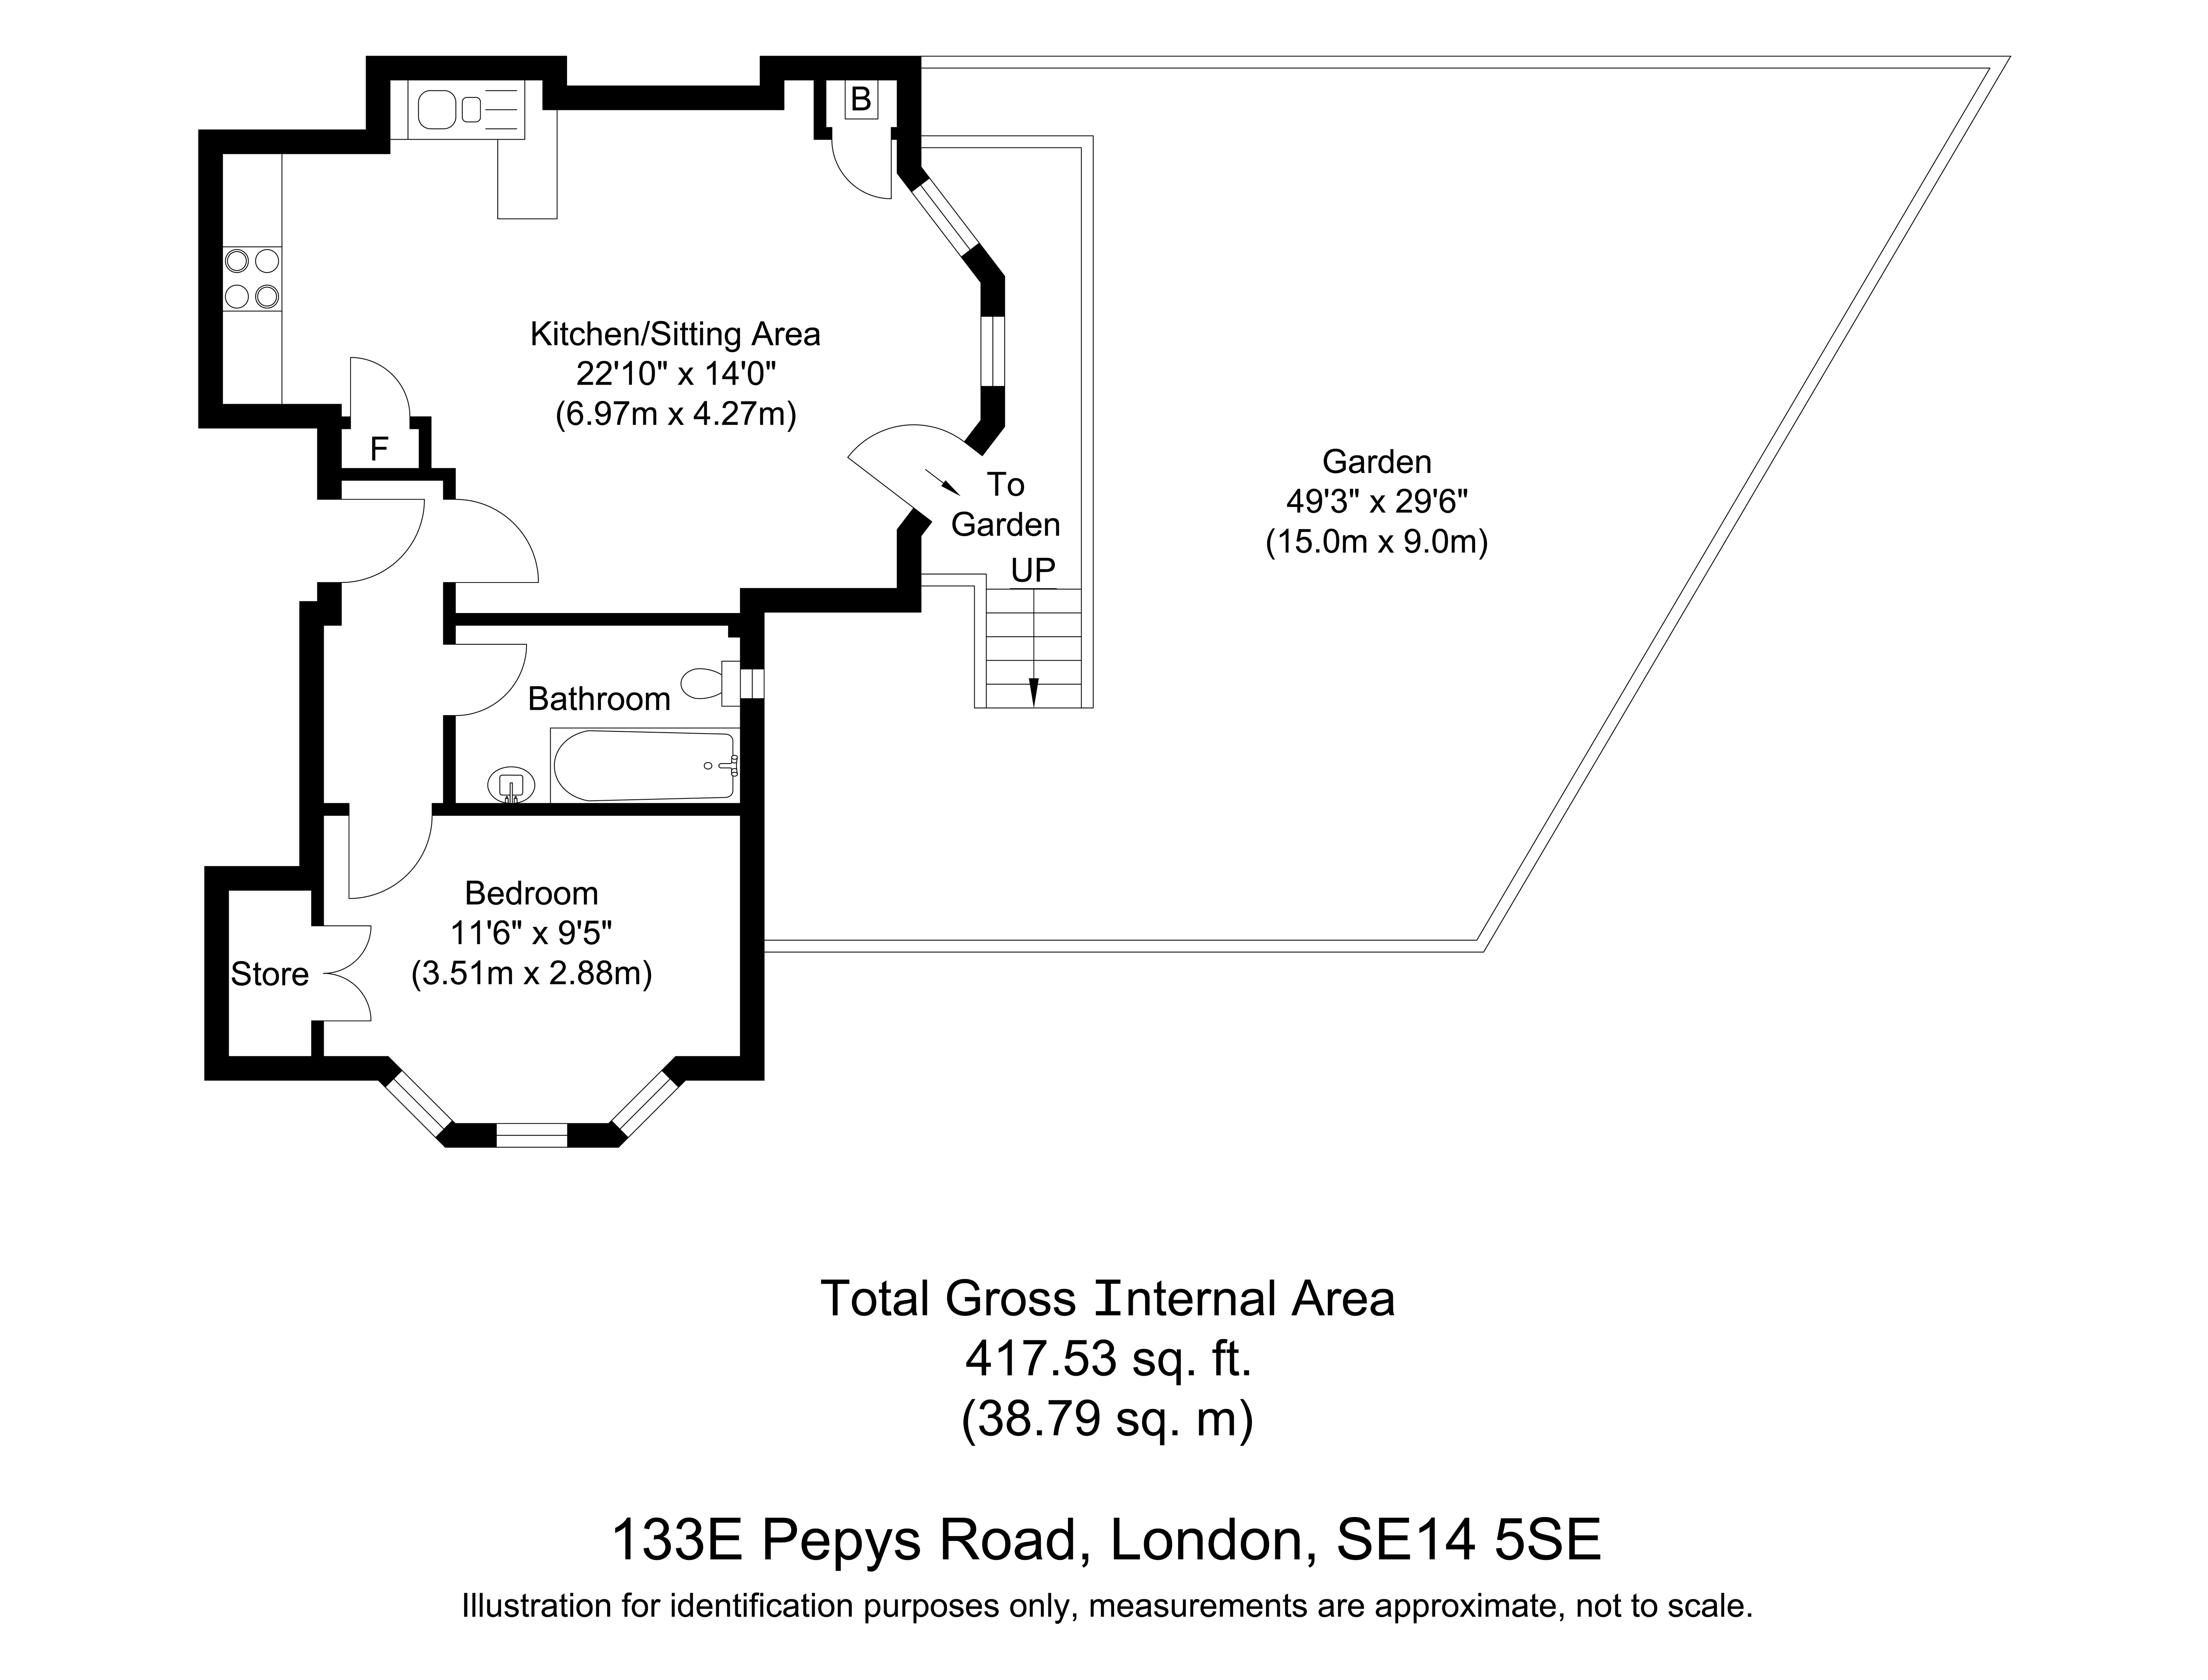 B
Kitchen/Sitting Area
22'10" x 14'0"
(6.97m x 4.27m)
F
To
Garden
UP
Garden
49'3" x 29'6"
(15.0m x 9.0m)
Bathroom
Bedroom
11'6" x 9'5"
(3.51m x 2.88m)
Store
Total Gross Internal Area
417.53 sq. ft.
(38.79 sq. m)
133E Pepys Road, London, SE14 5SE
Illustration for identification purposes only, measurements are approximate, not to scale.